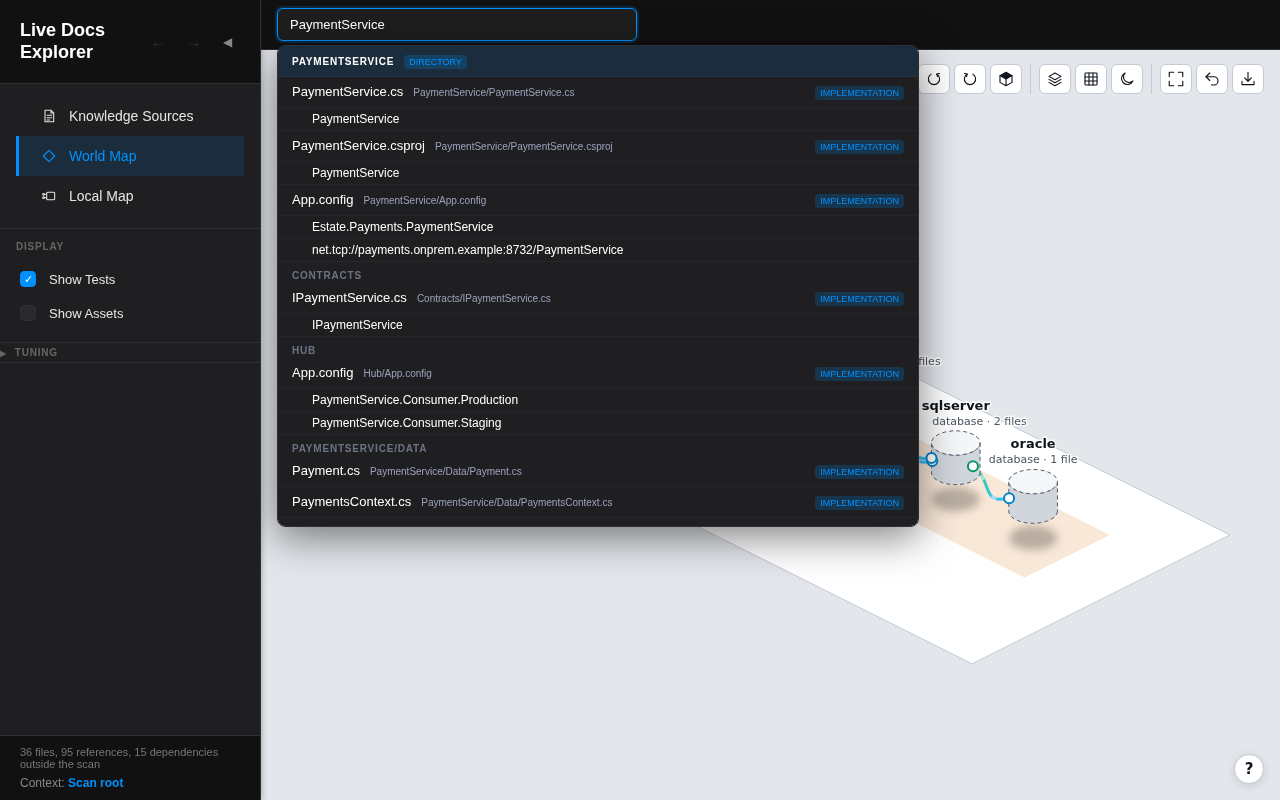 Live Docs
Explorer
← → ◀
PaymentService
Knowledge Sources
World Map
Local Map
DISPLAY
✓ Show Tests
Show Assets
▶ TUNING
36 files, 95 references, 15 dependencies
outside the scan
Context: Scan root
PAYMENTSERVICE DIRECTORY
PaymentService.cs PaymentService/PaymentService.cs IMPLEMENTATION
PaymentService
PaymentService.csproj PaymentService/PaymentService.csproj IMPLEMENTATION
PaymentService
App.config PaymentService/App.config IMPLEMENTATION
Estate.Payments.PaymentService
net.tcp://payments.onprem.example:8732/PaymentService
CONTRACTS
IPaymentService.cs Contracts/IPaymentService.cs IMPLEMENTATION
IPaymentService
HUB
App.config Hub/App.config IMPLEMENTATION
PaymentService.Consumer.Production
PaymentService.Consumer.Staging
PAYMENTSERVICE/DATA
Payment.cs PaymentService/Data/Payment.cs IMPLEMENTATION
PaymentsContext.cs PaymentService/Data/PaymentsContext.cs IMPLEMENTATION
files
sqlserver
database · 2 files
oracle
database · 1 file
?